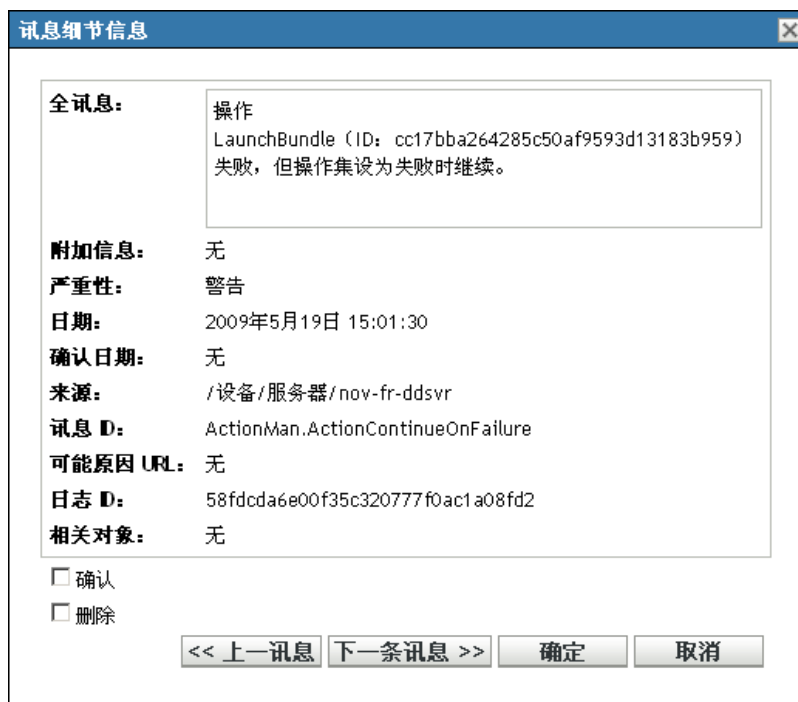 讯息细节信息
全讯息：
操作
LaunchBundle（ID：cc17bba264285c50af9593d13183b959）
失败，但操作集设为失败时继续。
附加信息： 无
严重性： 警告
日期： 2009年5月19日 15:01:30
确认日期： 无
来源： /设备/服务器/nov-fr-ddsvr
讯息 ID： ActionMan.ActionContinueOnFailure
可能原因 URL： 无
日志 ID： 58fdcda6e00f35c320777f0ac1a08fd2
相关对象： 无
确认
删除
<< 上一讯息 下一条讯息 >> 确定 取消